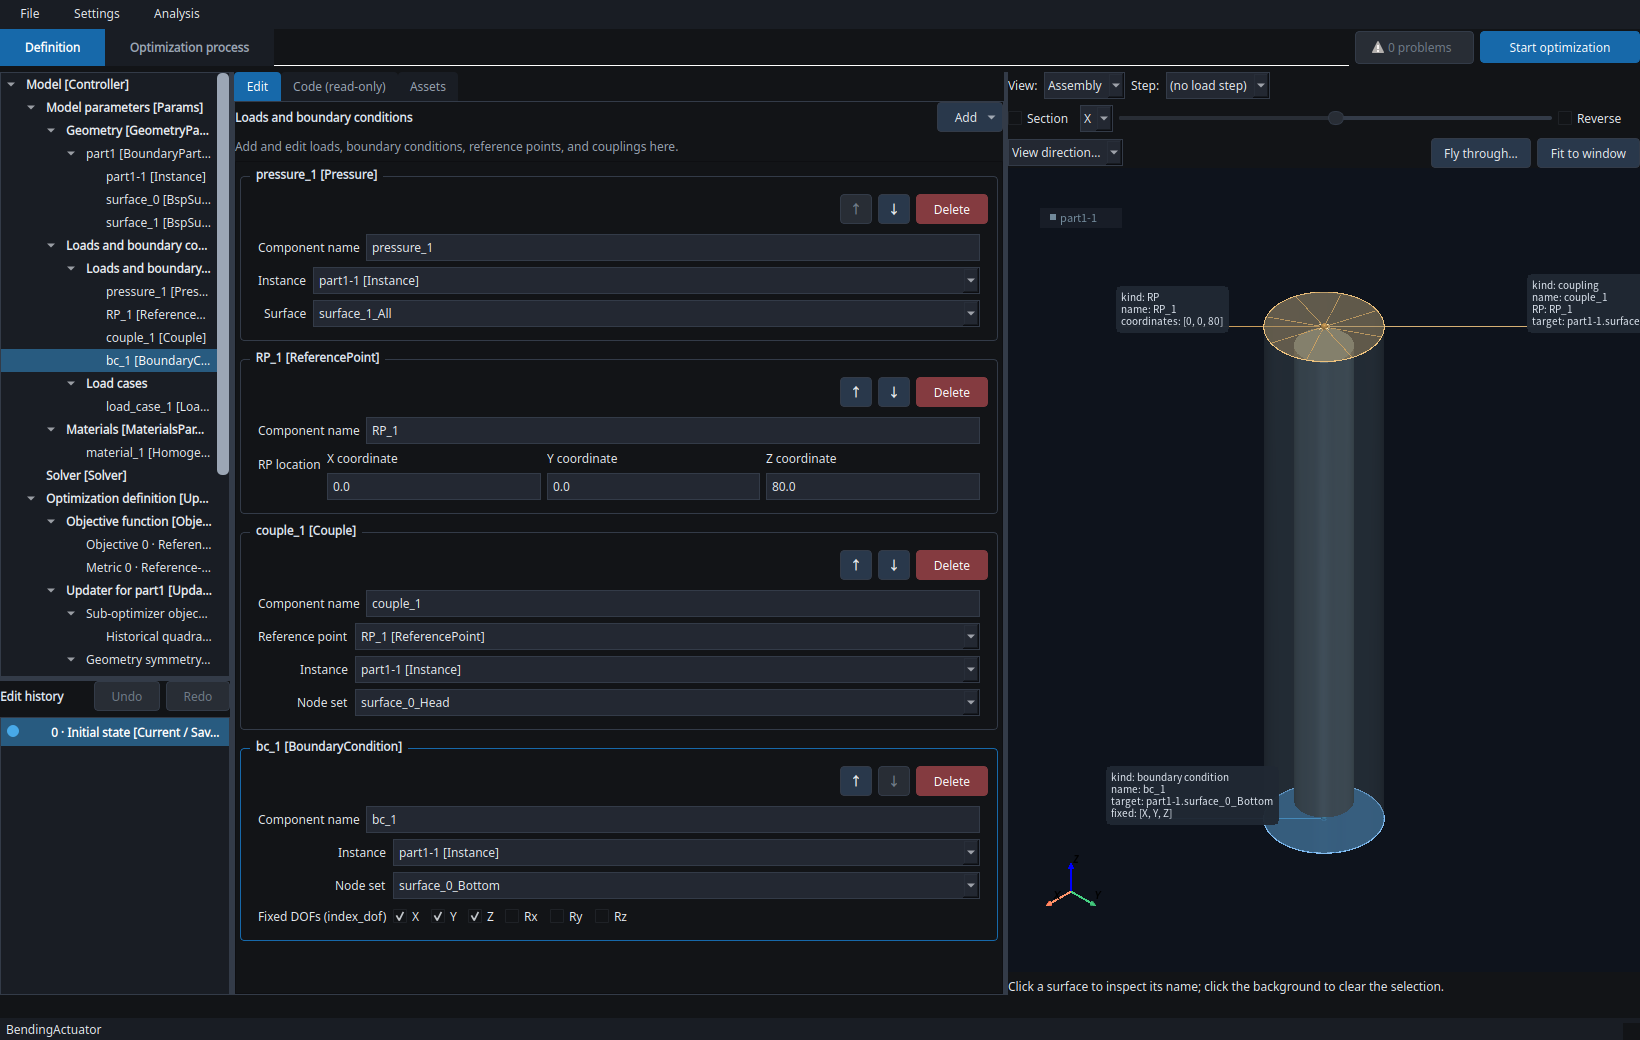 File Settings Analysis
Definition Optimization process 0 problems Start optimization
Model [Controller]
Model parameters [Params]
Geometry [GeometryPa...
part1 [BoundaryPart...
part1-1 [Instance]
surface_0 [BspSu...
surface_1 [BspSu...
Loads and boundary co...
Loads and boundary...
pressure_1 [Pres...
RP_1 [Reference...
couple_1 [Couple]
bc_1 [BoundaryC...
Load cases
load_case_1 [Loa...
Materials [MaterialsPar...
material_1 [Homoge...
Solver [Solver]
Optimization definition [Up...
Objective function [Obje...
Objective 0 · Referen...
Metric 0 · Reference-...
Updater for part1 [Upda...
Sub-optimizer objec...
Historical quadra...
Geometry symmetry...
Edit history Undo Redo
0 · Initial state [Current / Sav...
Edit Code (read-only) Assets
Loads and boundary conditions Add
Add and edit loads, boundary conditions, reference points, and couplings here.
pressure_1 [Pressure]
↑ ↓ Delete
Component name pressure_1
Instance part1-1 [Instance]
Surface surface_1_All
RP_1 [ReferencePoint]
↑ ↓ Delete
Component name RP_1
X coordinate Y coordinate Z coordinate
RP location 0.0 0.0 80.0
couple_1 [Couple]
↑ ↓ Delete
Component name couple_1
Reference point RP_1 [ReferencePoint]
Instance part1-1 [Instance]
Node set surface_0_Head
bc_1 [BoundaryCondition]
↑ ↓ Delete
Component name bc_1
Instance part1-1 [Instance]
Node set surface_0_Bottom
Fixed DOFs (index_dof) X Y Z Rx Ry Rz
View: Assembly Step: (no load step)
Section X Reverse
View direction... Fly through... Fit to window
part1-1
kind: RP
name: RP_1
coordinates: [0, 0, 80]
kind: coupling
name: couple_1
RP: RP_1
target: part1-1.surface
kind: boundary condition
name: bc_1
target: part1-1.surface_0_Bottom
fixed: [X, Y, Z]
Z
Click a surface to inspect its name; click the background to clear the selection.
BendingActuator